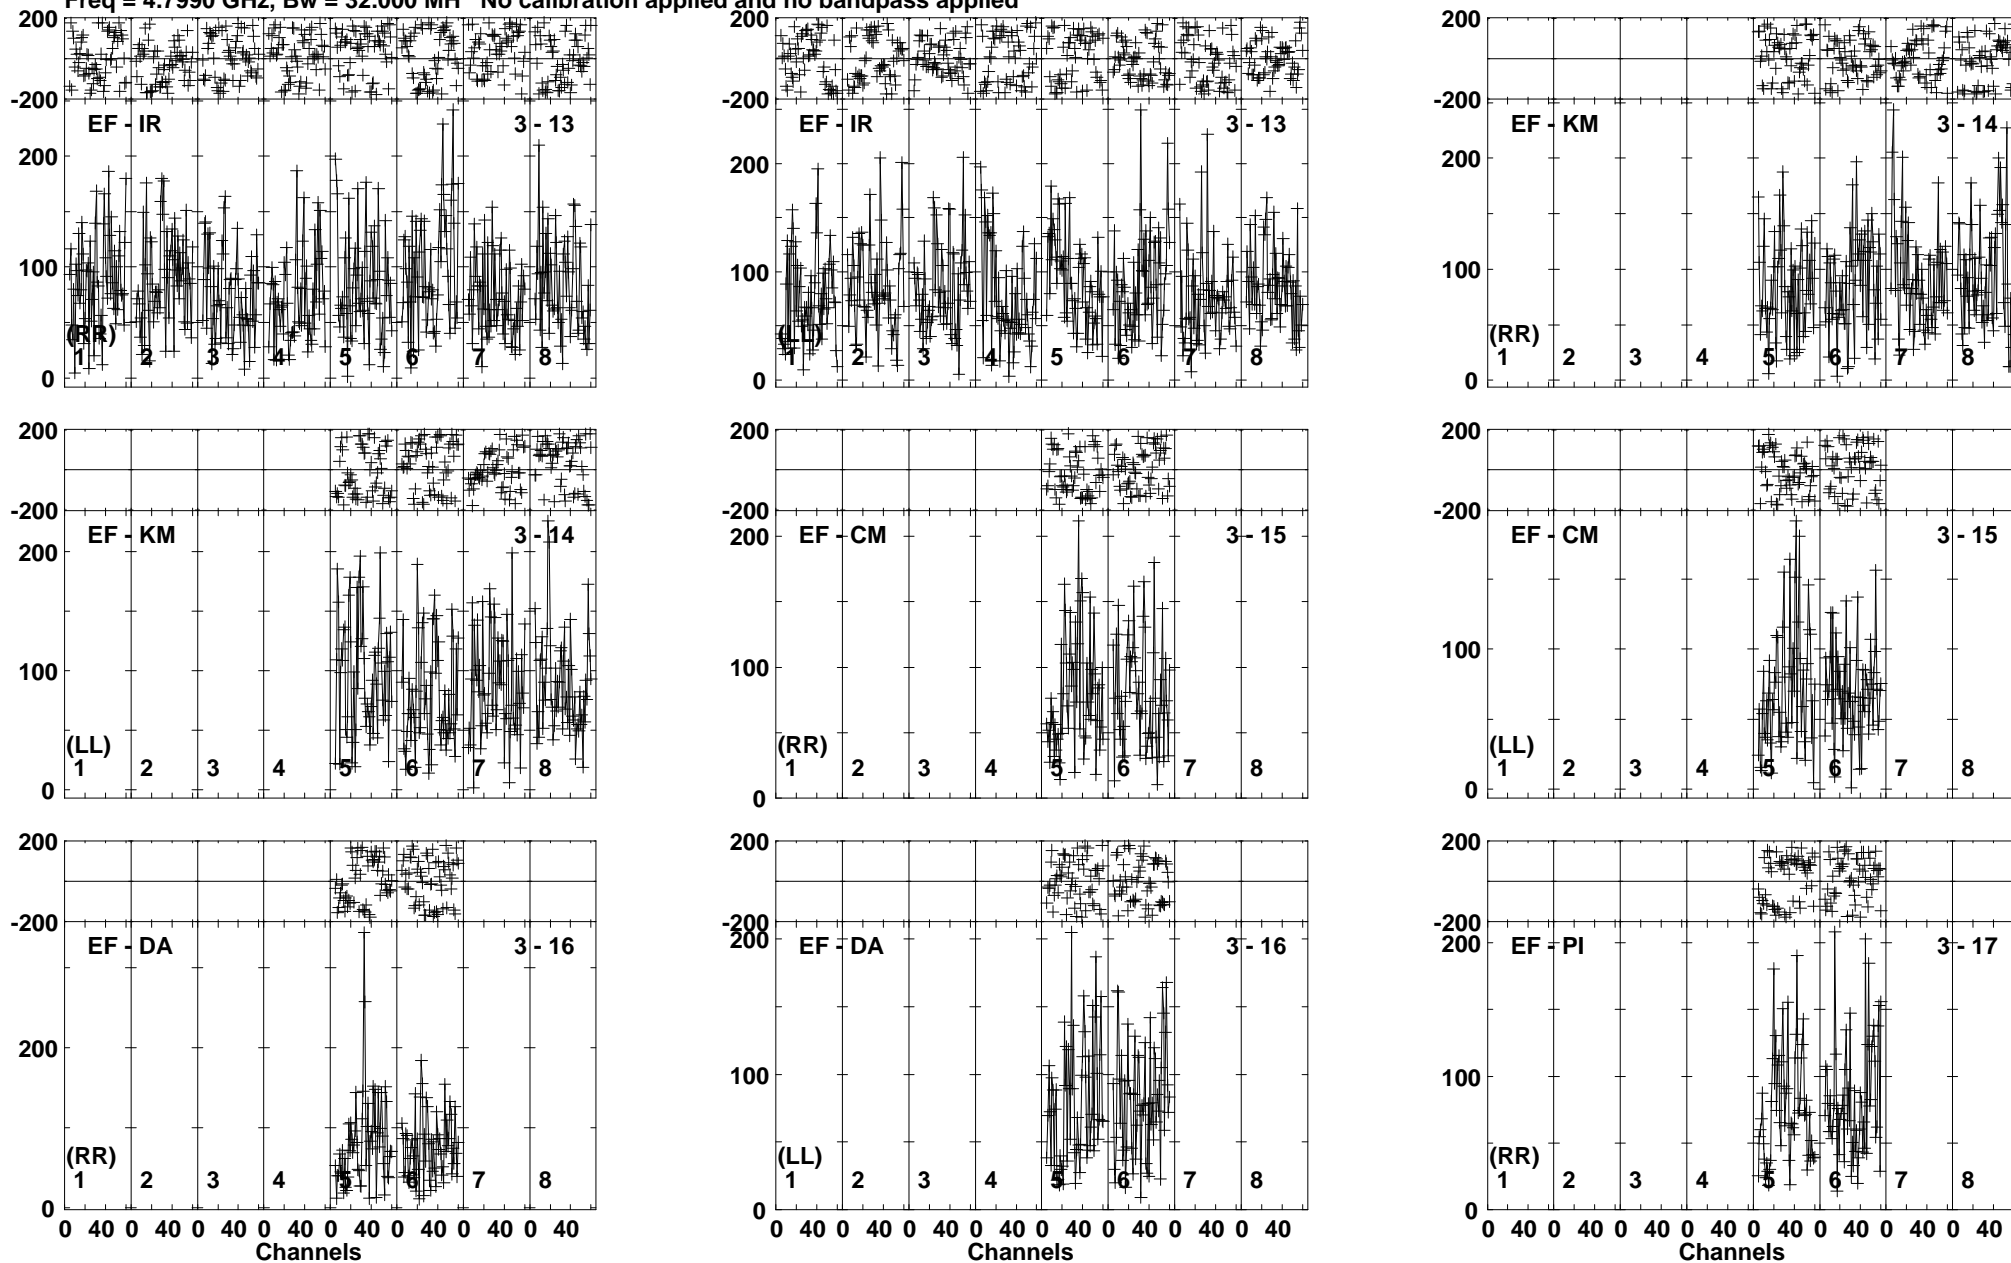 Freq = 4.7990 GHz, Bw = 32.000 MH No calibration applied and no bandpass applied
200 200 200
-200 -200 -200
EF - IR 3 - 13 EF - IR 3 - 13 EF - KM 3 - 14
200 200 200
100 100 100
(RR) (LL) (RR)
1 2 3 4 5 6 7 8 1 2 3 4 5 6 7 8 1 2 3 4 5 6 7 8
0 0 0
200 200 200
-200 -200 -200
EF - KM 3 - 14 EF - CM 3 - 15 EF - CM 3 - 15
200 200
100 100 100
(LL) (RR) (LL)
1 2 3 4 5 6 7 8 1 2 3 4 5 6 7 8 1 2 3 4 5 6 7 8
0 0 0
200 200 200
-200 -200 -200
EF - DA 3 - 16 EF - DA 3 - 16 EF - PI 3 - 17
200 200 200
100 100
(RR) (LL) (RR)
1 2 3 4 5 6 7 8 1 2 3 4 5 6 7 8 1 2 3 4 5 6 7 8
0 0 0
0 40 0 40 0 40 0 40 0 40 0 40 0 40 0 40 0 40 0 40 0 40 0 40 0 40 0 40 0 40 0 40 0 40 0 40 0 40 0 40 0 40 0 40 0 40 0 40
Channels Channels Channels